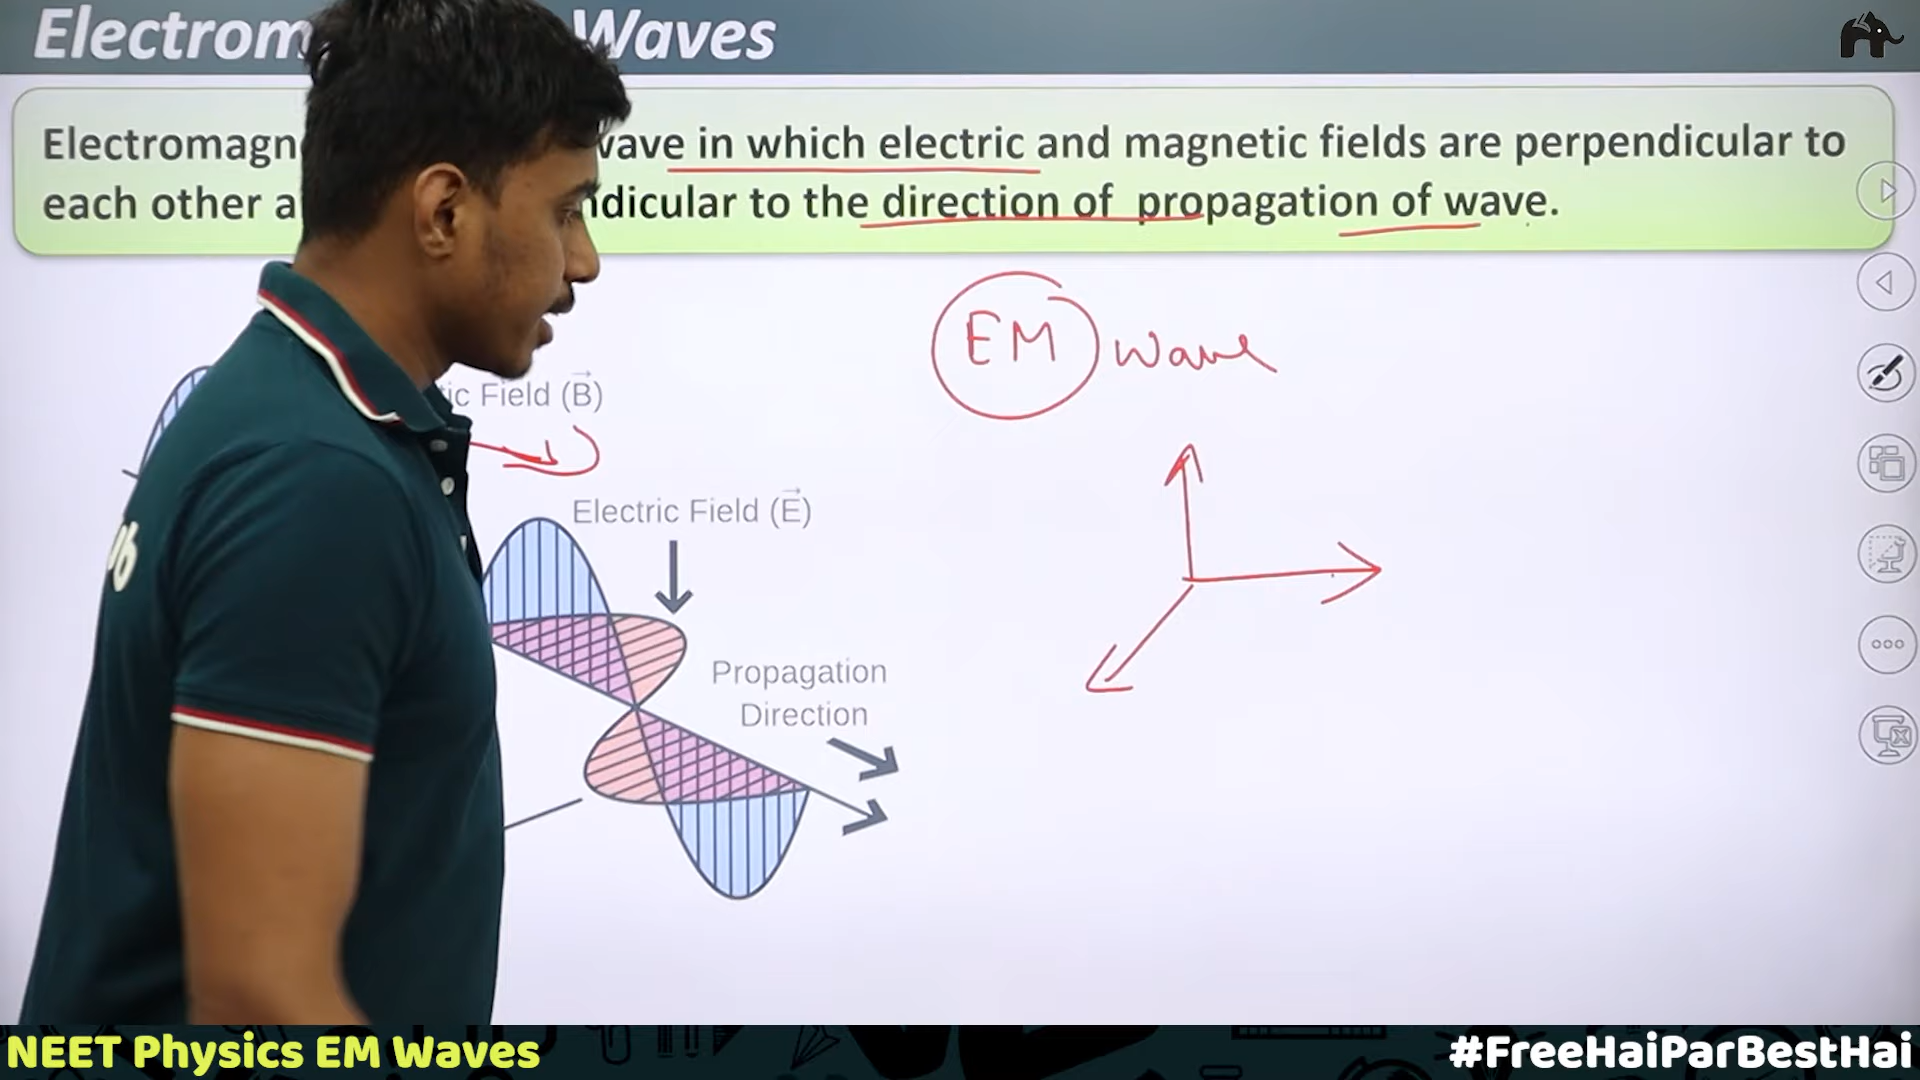 Electrom Waves
Electromagn wave in which electric and magnetic fields are perpendicular to
each other a ndicular to the direction of propagation of wave.
EM wave
ic Field (B⃗)
Electric Field (E⃗)
Propagation
Direction
NEET Physics EM Waves
#FreeHaiParBestHai